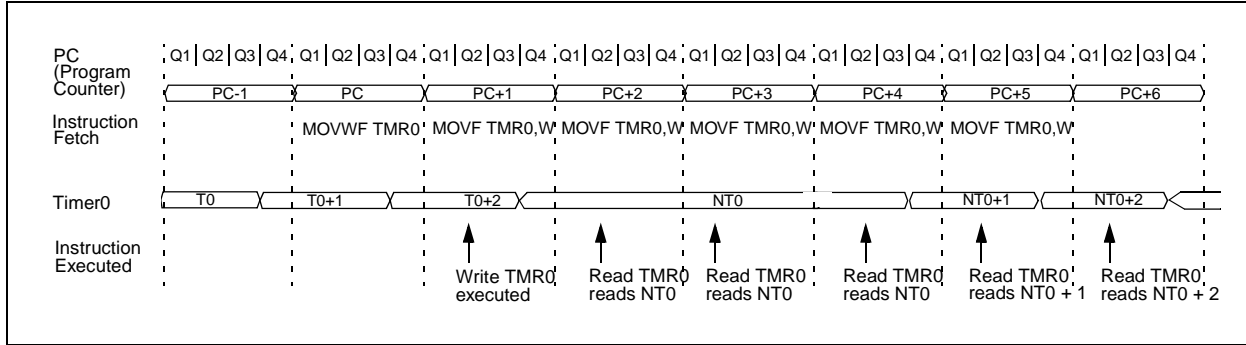 PC
(Program
Counter)
Q1 Q2 Q3 Q4 Q1 Q2 Q3 Q4 Q1 Q2 Q3 Q4 Q1 Q2 Q3 Q4 Q1 Q2 Q3 Q4 Q1 Q2 Q3 Q4 Q1 Q2 Q3 Q4 Q1 Q2 Q3 Q4
PC-1 PC PC+1 PC+2 PC+3 PC+4 PC+5 PC+6
Instruction
Fetch
MOVWF TMR0 MOVF TMR0,W MOVF TMR0,W MOVF TMR0,W MOVF TMR0,W MOVF TMR0,W
Timer0
T0 T0+1 T0+2 NT0 NT0+1 NT0+2
Instruction
Executed
Write TMR0
executed
Read TMR0
reads NT0
Read TMR0
reads NT0
Read TMR0
reads NT0
Read TMR0
reads NT0 + 1
Read TMR0
reads NT0 + 2